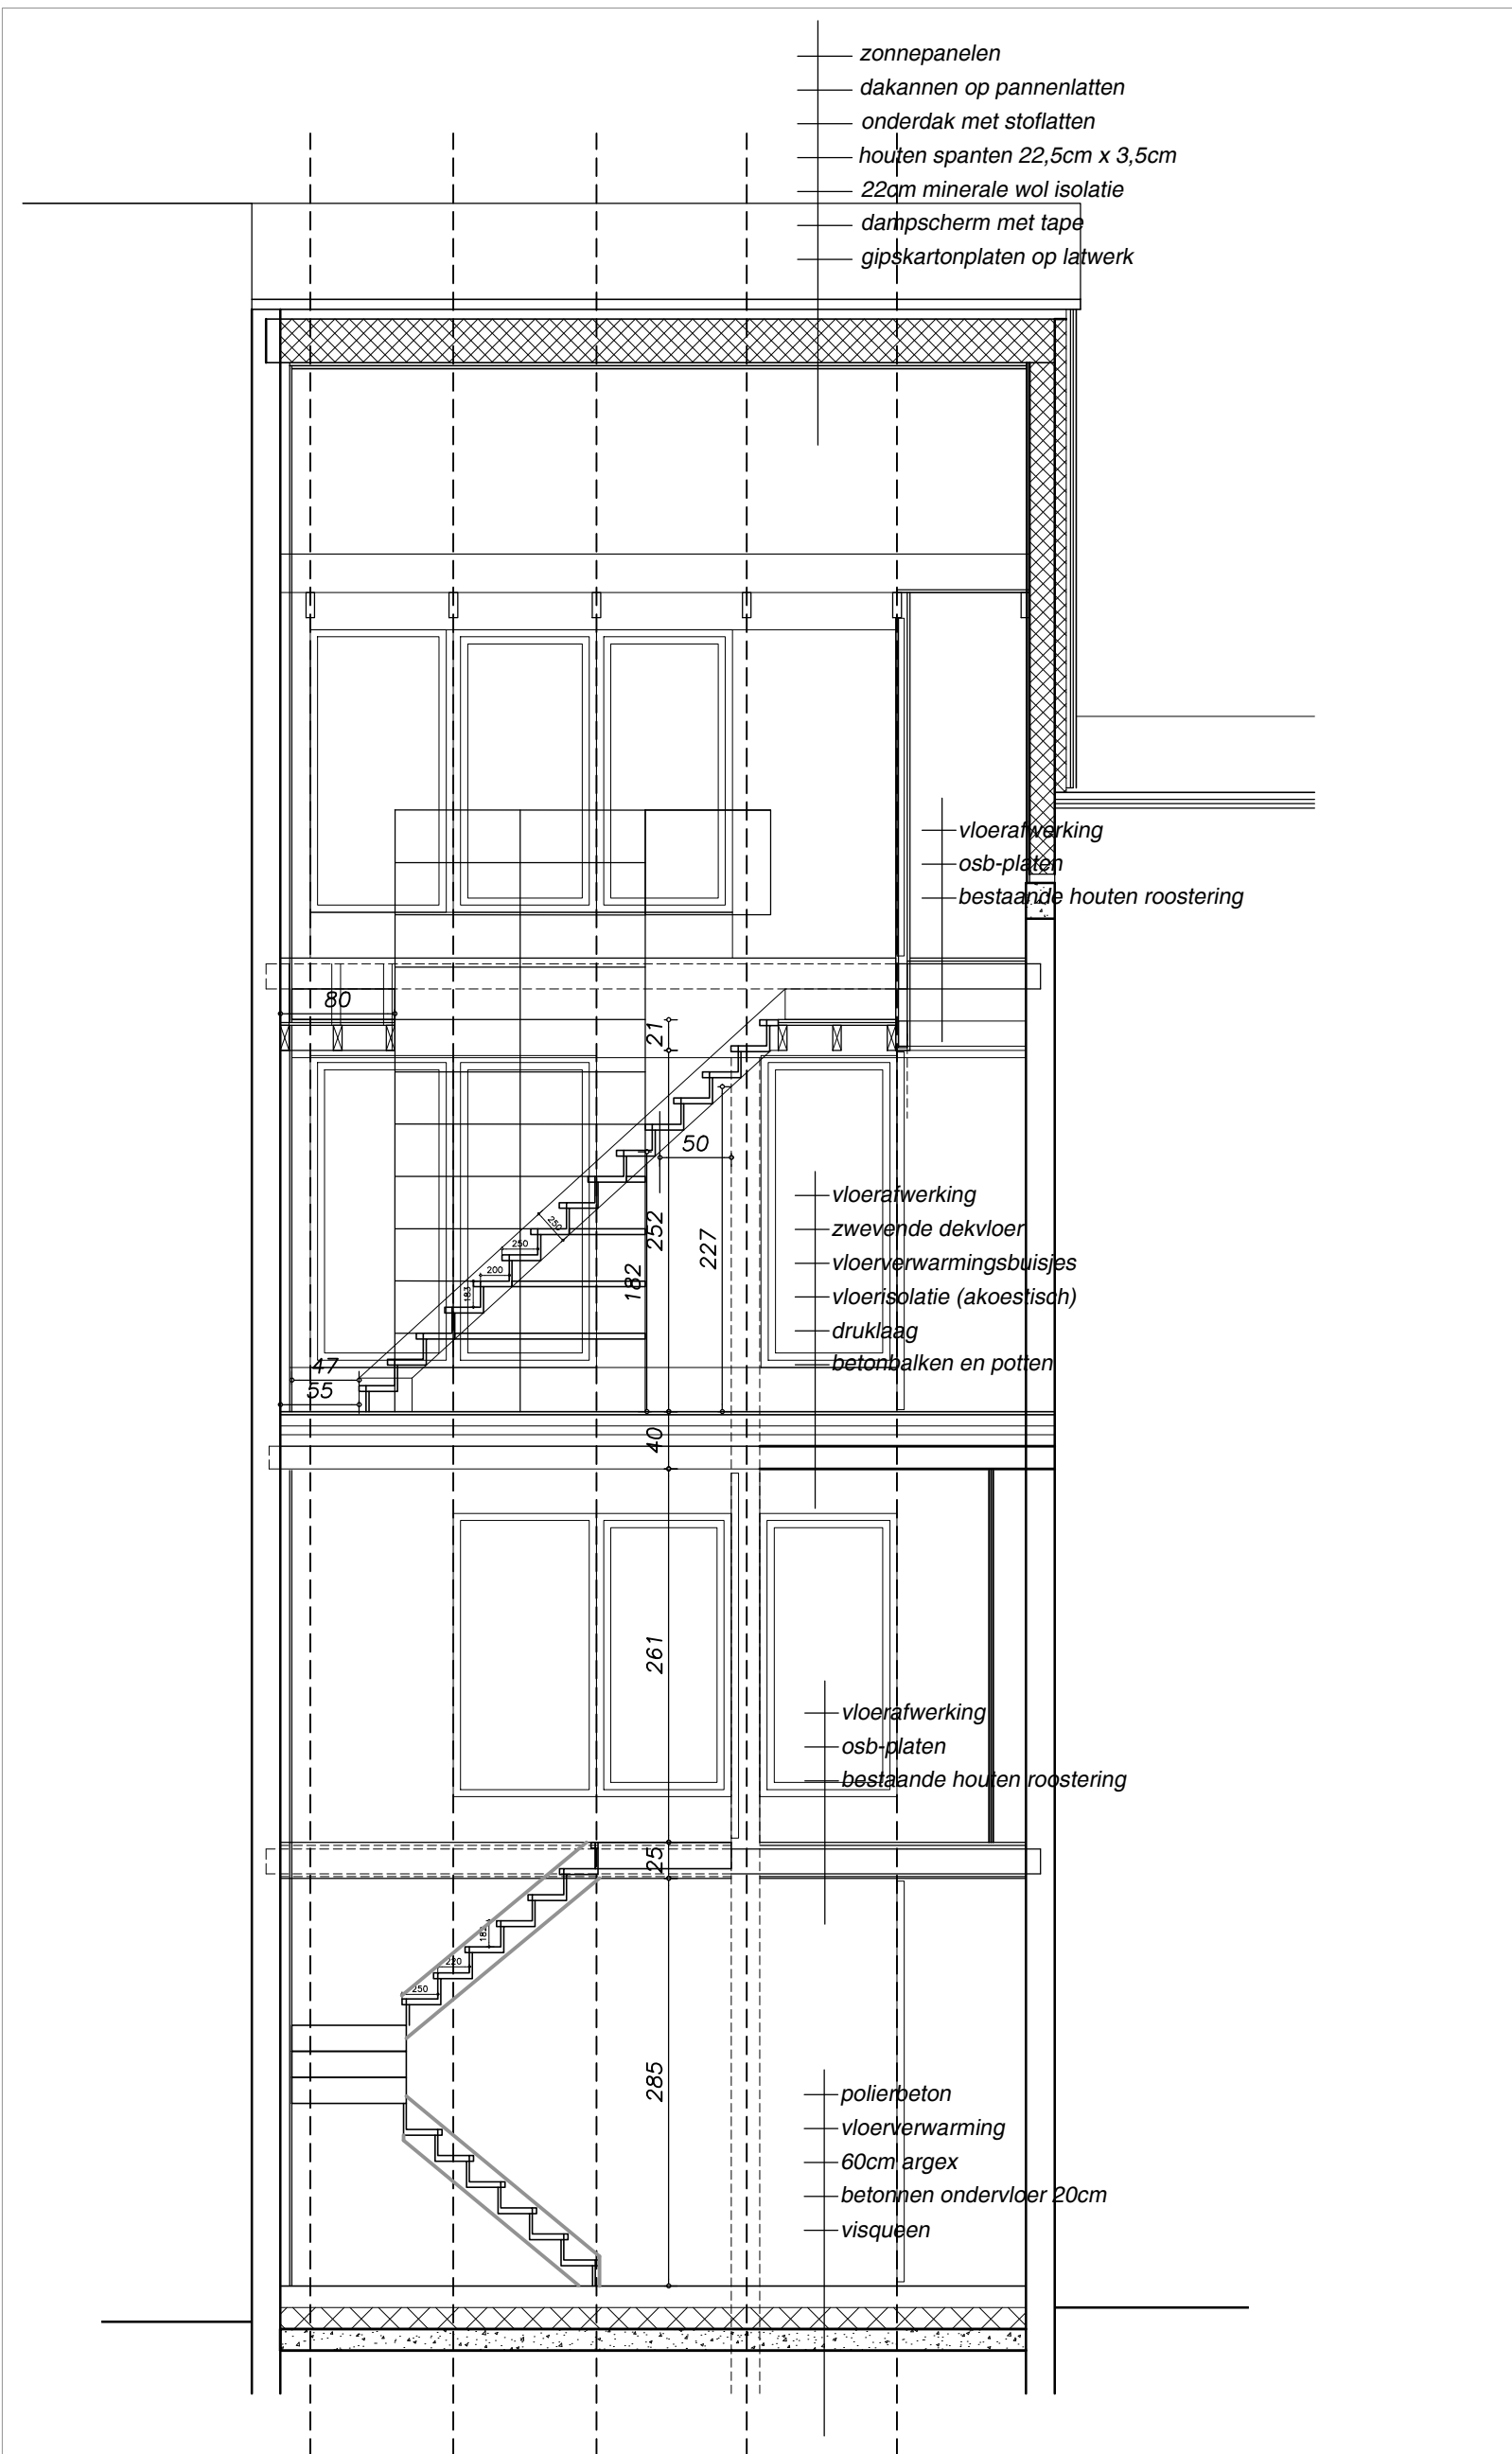 zonnepanelen
dakannen op pannenlatten
onderdak met stoflatten
houten spanten 22,5cm x 3,5cm
22cm minerale wol isolatie
dampscherm met tape
gipskartonplaten op latwerk
vloerafwerking
osb-platen
bestaande houten roostering
80
21
50
252
227
182
250
250
200
183
47
55
vloerafwerking
zwevende dekvloer
vloerverwarmingsbuisjes
vloerisolatie (akoestisch)
druklaag
betonbalken en potten
40
261
vloerafwerking
osb-platen
bestaande houten roostering
25
182
220
250
285
polierbeton
vloerverwarming
60cm argex
betonnen ondervloer 20cm
visqueen